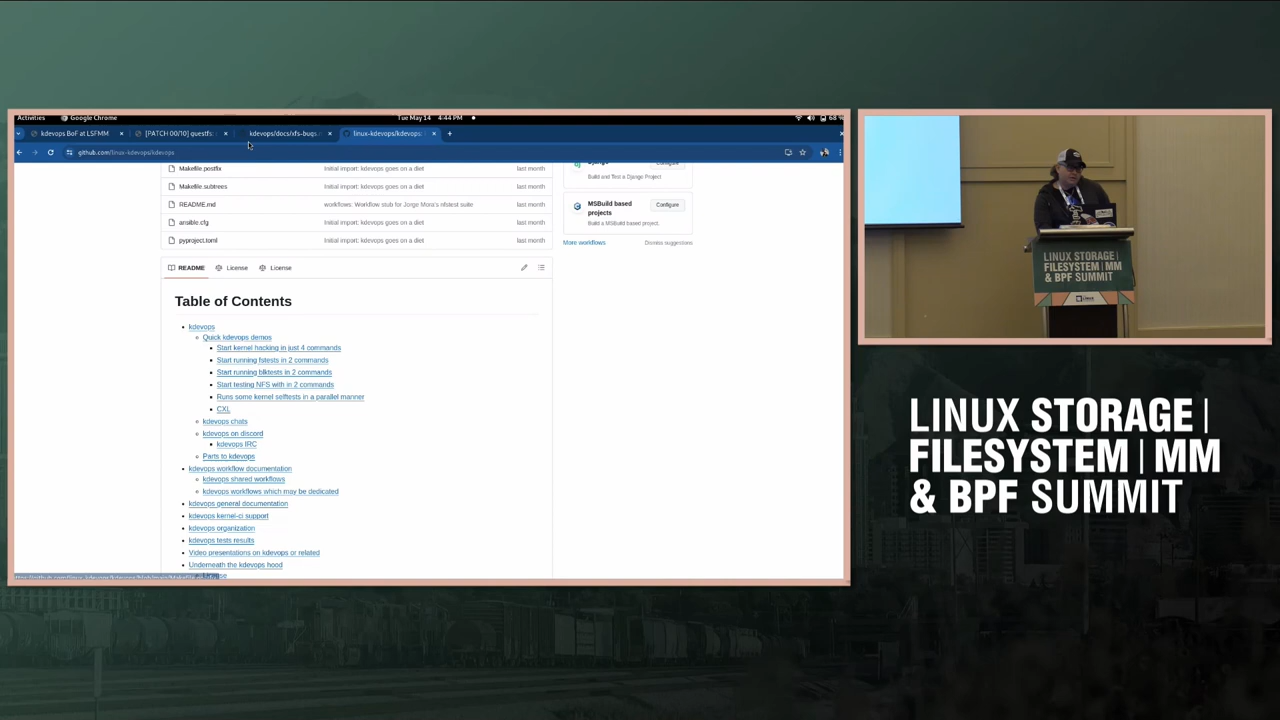 Activities
Google Chrome
Tue May 14 4:44 PM
68 %
kdevops BoF at LSFMM
[PATCH 00/10] guestfs:
kdevops/docs/xfs-bugs.
linux-kdevops/kdevops:
github.com/linux-kdevops/kdevops
Makefile.postfix Initial import: kdevops goes on a diet last month
Makefile.subtrees Initial import: kdevops goes on a diet last month
README.md workflows: Workflow stub for Jorge Mora's nfstest suite last month
ansible.cfg Initial import: kdevops goes on a diet last month
pyproject.toml Initial import: kdevops goes on a diet last month
Configure
Build and Test a Django Project
MSBuild based
projects
Configure
Build a MSBuild based project.
More workflows
Dismiss suggestions
README
License
License
Table of Contents
kdevops
Quick kdevops demos
Start kernel hacking in just 4 commands
Start running fstests in 2 commands
Start running blktests in 2 commands
Start testing NFS with in 2 commands
Runs some kernel selftests in a parallel manner
CXL
kdevops chats
kdevops on discord
kdevops IRC
Parts to kdevops
kdevops workflow documentation
kdevops shared workflows
kdevops workflows which may be dedicated
kdevops general documentation
kdevops kernel-ci support
kdevops organization
kdevops tests results
Video presentations on kdevops or related
Underneath the kdevops hood
LINUX STORAGE|
FILESYSTEM|MM
& BPF SUMMIT
LINUX STORAGE|
FILESYSTEM|MM
& BPF SUMMIT